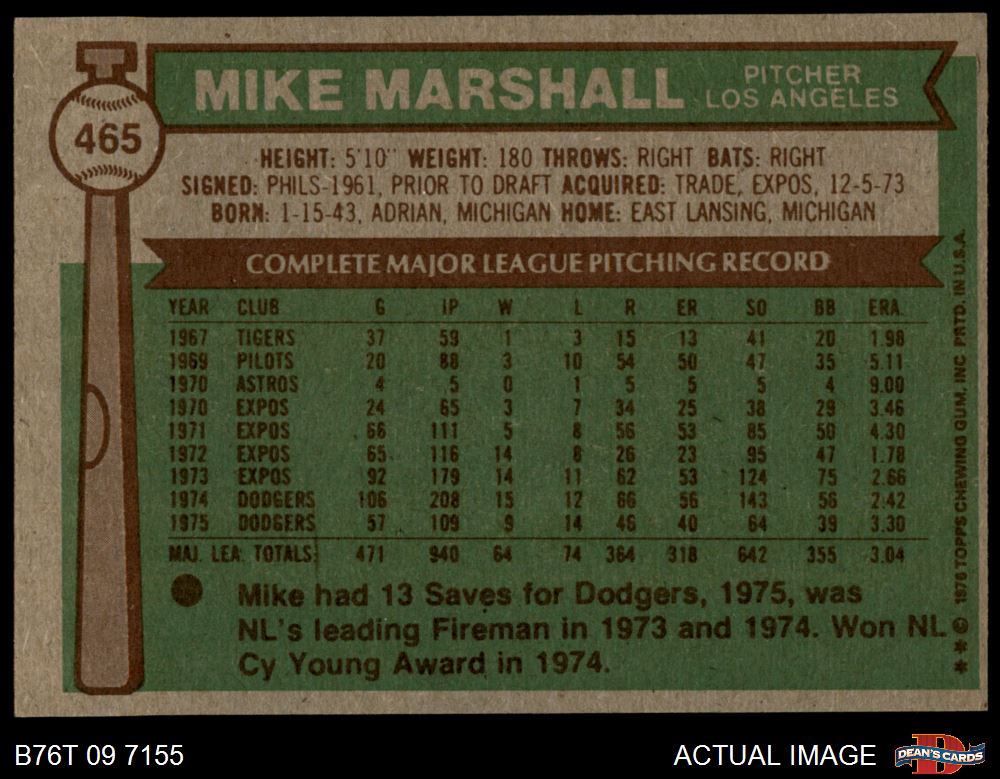 MIKE MARSHALL
PITCHER
LOS ANGELES
465
HEIGHT: 5'10" WEIGHT: 180 THROWS: RIGHT BATS: RIGHT
SIGNED: PHILS-1961, PRIOR TO DRAFT ACQUIRED: TRADE, EXPOS, 12-5-73
BORN: 1-15-43, ADRIAN, MICHIGAN HOME: EAST LANSING, MICHIGAN
COMPLETE MAJOR LEAGUE PITCHING RECORD
YEAR CLUB G IP W L R ER SO BB ERA
1967 TIGERS 37 59 1 3 15 13 41 20 1.98
1969 PILOTS 20 88 3 10 54 50 47 35 5.11
1970 ASTROS 4 5 0 1 5 5 5 4 9.00
1970 EXPOS 24 65 3 7 34 25 38 29 3.46
1971 EXPOS 66 111 5 8 56 53 85 50 4.30
1972 EXPOS 65 116 14 8 26 23 95 47 1.78
1973 EXPOS 92 179 14 11 62 53 124 75 2.66
1974 DODGERS 106 208 15 12 66 56 143 56 2.42
1975 DODGERS 57 109 9 14 46 40 64 39 3.30
MAJ. LEA. TOTALS 471 940 64 74 364 318 642 355 3.04
Mike had 13 Saves for Dodgers, 1975, was
NL's leading Fireman in 1973 and 1974. Won NL
Cy Young Award in 1974.
***© 1976 TOPPS CHEWING GUM, INC PRTD. IN U.S.A.
B76T 09 7155
ACTUAL IMAGE
DEAN'S CARDS